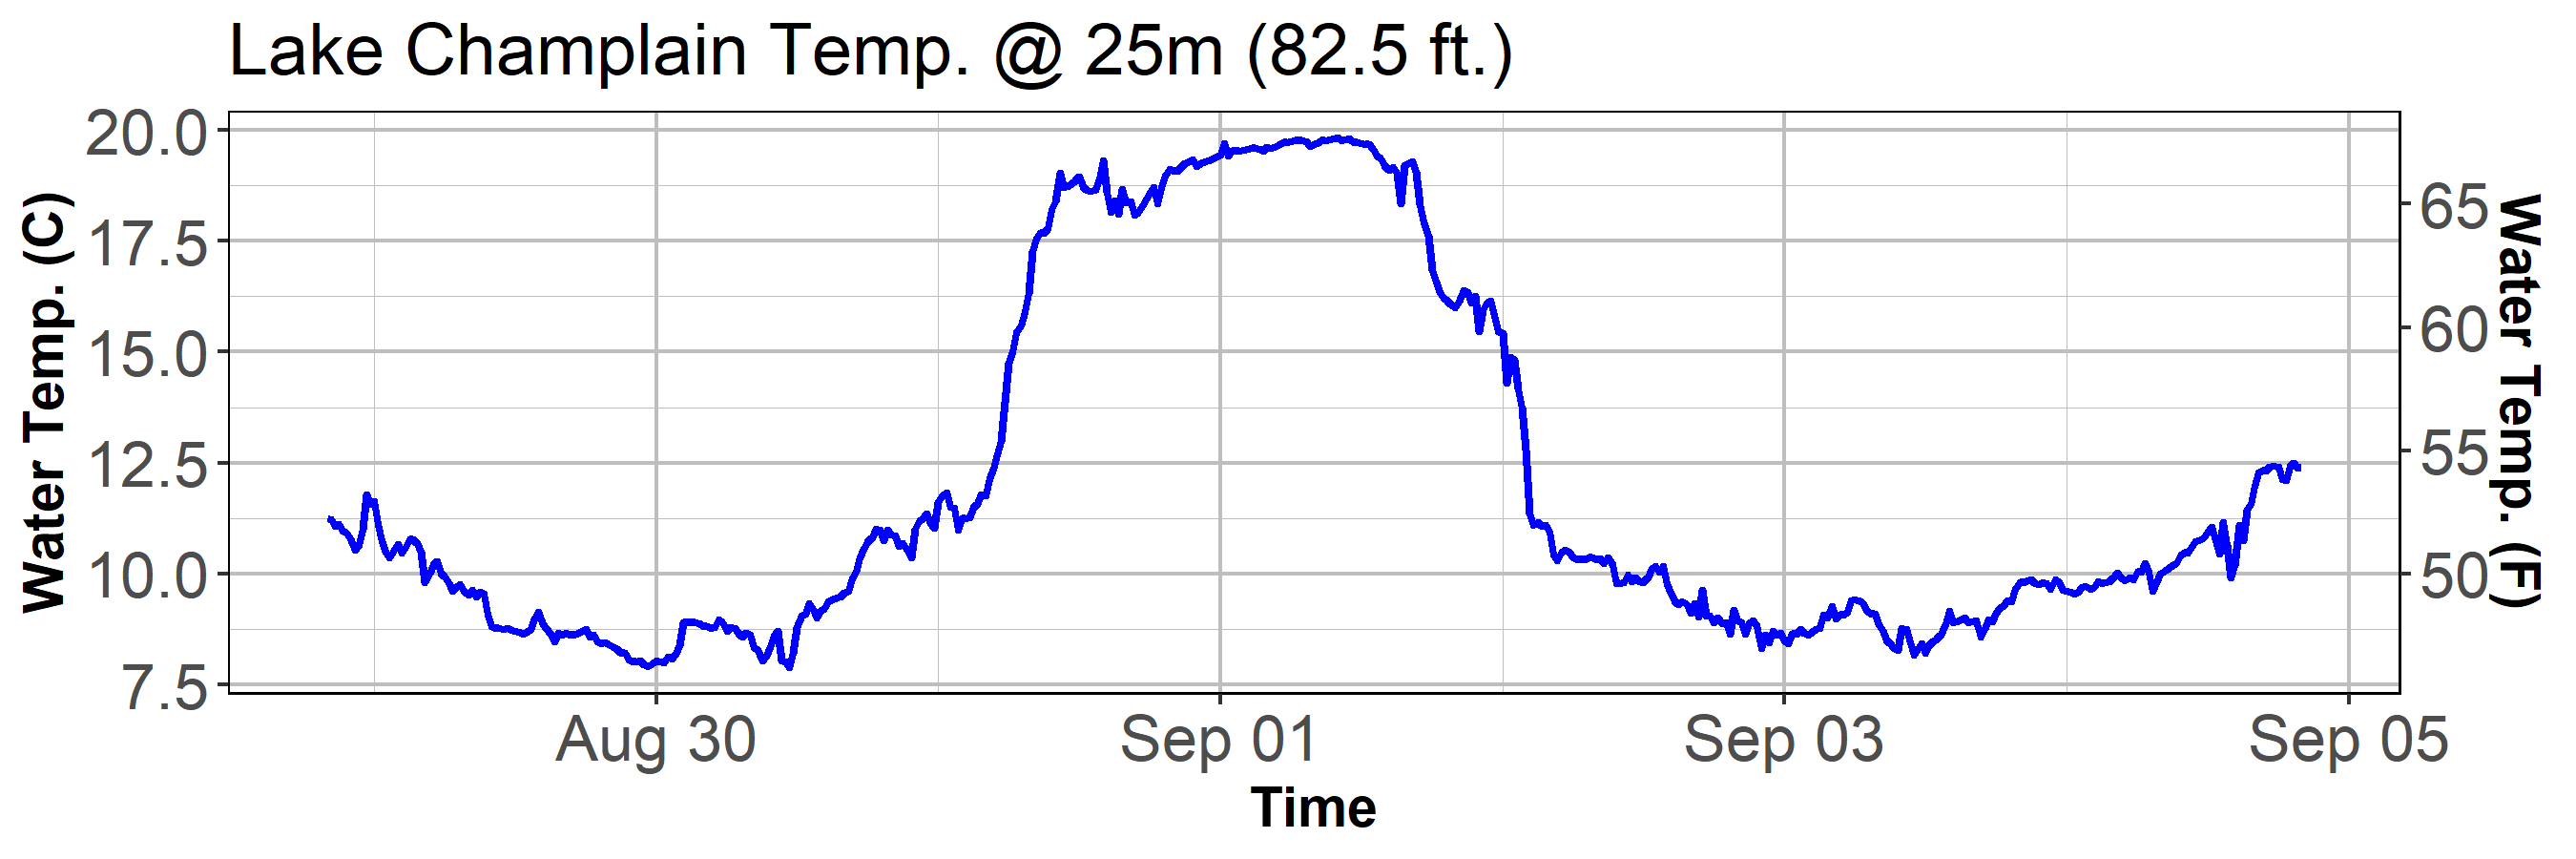 Lake Champlain Temp. @ 25m (82.5 ft.)
Water Temp. (C)
20.0
17.5
15.0
12.5
10.0
7.5
65
60
55
50
Water Temp. (F)
Aug 30
Sep 01
Sep 03
Sep 05
Time